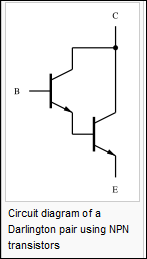 C
B
E
Circuit diagram of a
Darlington pair using NPN
transistors